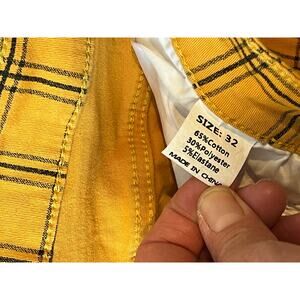 SIZE: 32
65%Cotton
30%Polyester
5%Elastane
MADE IN CHINA